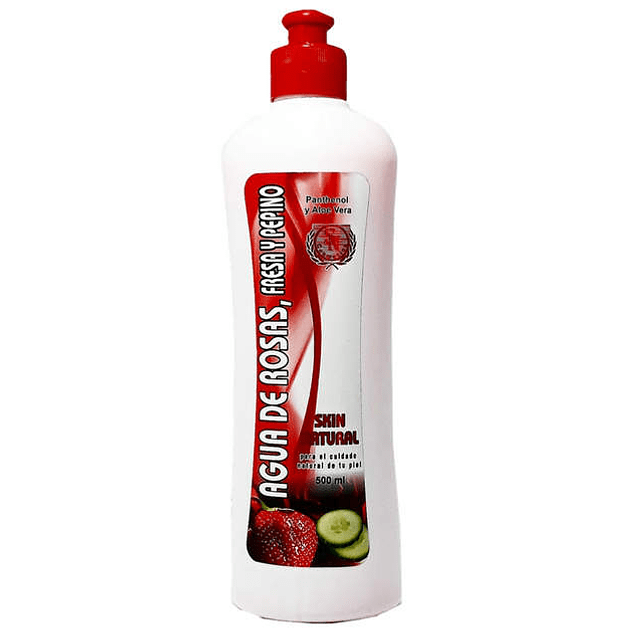 AGUA DE ROSAS, FRESA Y PEPINO
Panthenol
y Aloe Vera
SKIN
NATURAL
para el cuidado
natural de tu piel
500 ml